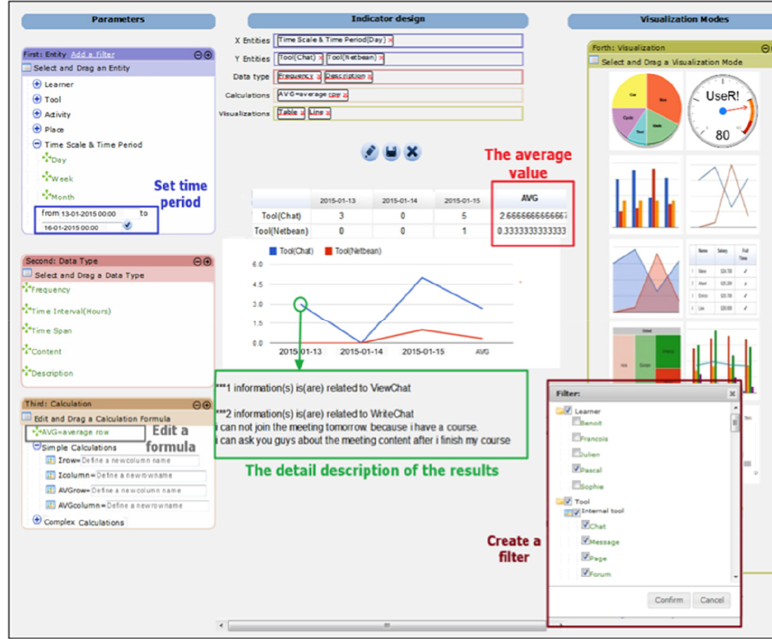 Parameters
Indicator design
Visualization Modes
First: Entity Add a Filter
Select and Drag an Entity
Learner
Tool
Activity
Place
Time Scale & Time Period
Day
Week
Month
from 13-01-2015 00:00 to
16-01-2015 00:00
Set time
period
Second: Data Type
Select and Drag a Data Type
Frequency
Time Interval(Hours)
Time Span
Content
Description
Third: Calculation
Edit and Drag a Calculation Formula
AVG=average row
Edit a
formula
Simple Calculations
Irow= Define a new column name
Icolumn= Define a new row name
AVGrow= Define a new column name
AVGcolumn= Define a new row name
Complex Calculations
X Entities Time Scale & Time Period(Day) x
Y Entities Tool(Chat) x Tool(Netbean) x
Data type Frequency x Description x
Calculations AVG=average row x
Visualizations Table x Line x
The average
value
2015-01-13 2015-01-14 2015-01-15 AVG
Tool(Chat) 3 0 5 2.6666666666667
Tool(Netbean) 0 0 1 0.3333333333333
Tool(Chat) Tool(Netbean)
6.0
4.5
3.0
1.5
0.0
2015-01-13 2015-01-14 2015-01-15 AVG
***1 information(s) is(are) related to ViewChat
***2 information(s) is(are) related to WriteChat
i can not join the meeting tomorrow because i have a course.
i can ask you guys about the meeting content after i finish my course
The detail description of the results
Forth: Visualization
Select and Drag a Visualization Mode
UseR!
80
Name Salary Full Time
Filter: x
Learner
Benoit
Francois
Julien
Pascal
Sophie
Tool
Internal tool
Chat
Message
Page
Forum
Confirm Cancel
Create a
filter